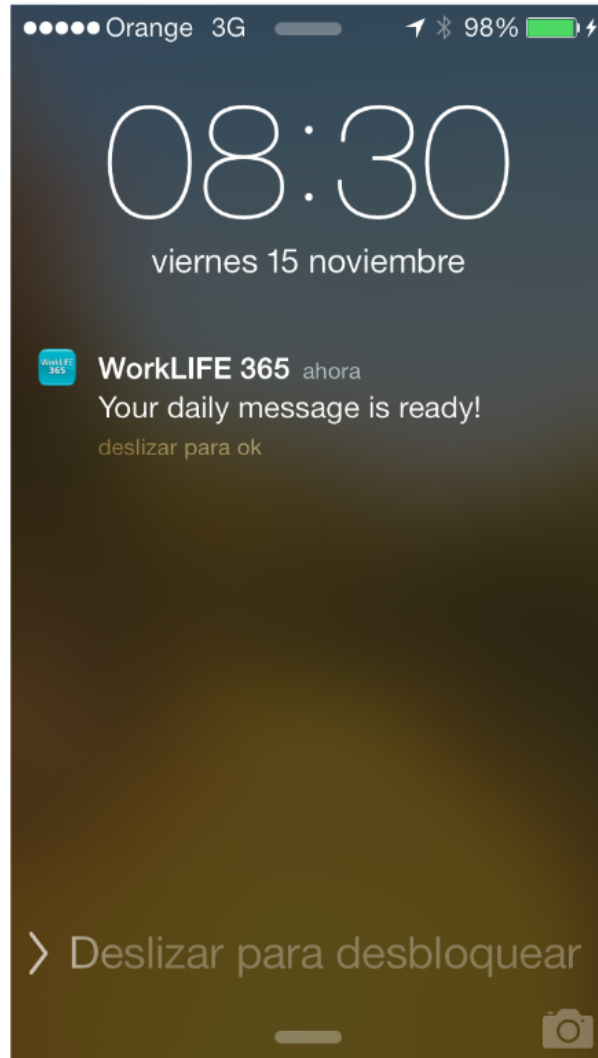 Orange 3G 98%
08:30
viernes 15 noviembre
WorkLIFE 365
WorkLIFE 365 ahora
Your daily message is ready!
deslizar para ok
Deslizar para desbloquear